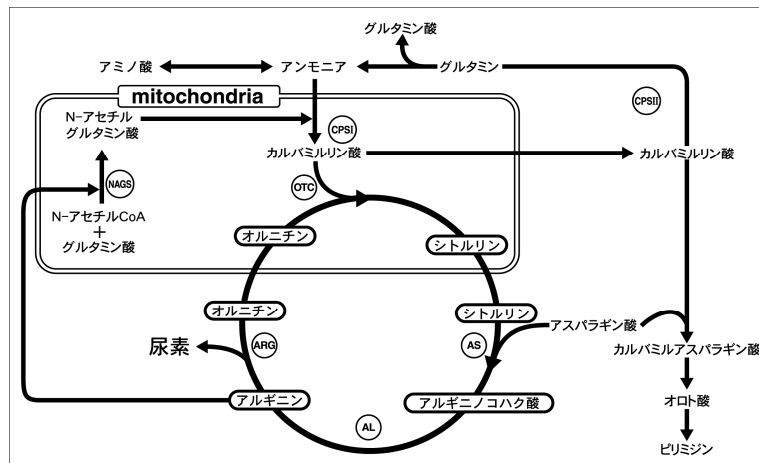 グルタミン酸
アミノ酸
アンモニア
グルタミン
mitochondria
N−アセチル
グルタミン酸
CPSI
CPSII
カルバミルリン酸
カルバミルリン酸
NAGS
OTC
N−アセチルCoA
+
グルタミン酸
オルニチン
シトルリン
オルニチン
シトルリン
アスパラギン酸
尿素
ARG
AS
カルバミルアスパラギン酸
アルギニン
アルギノコハク酸
オロト酸
AL
ピリミジン